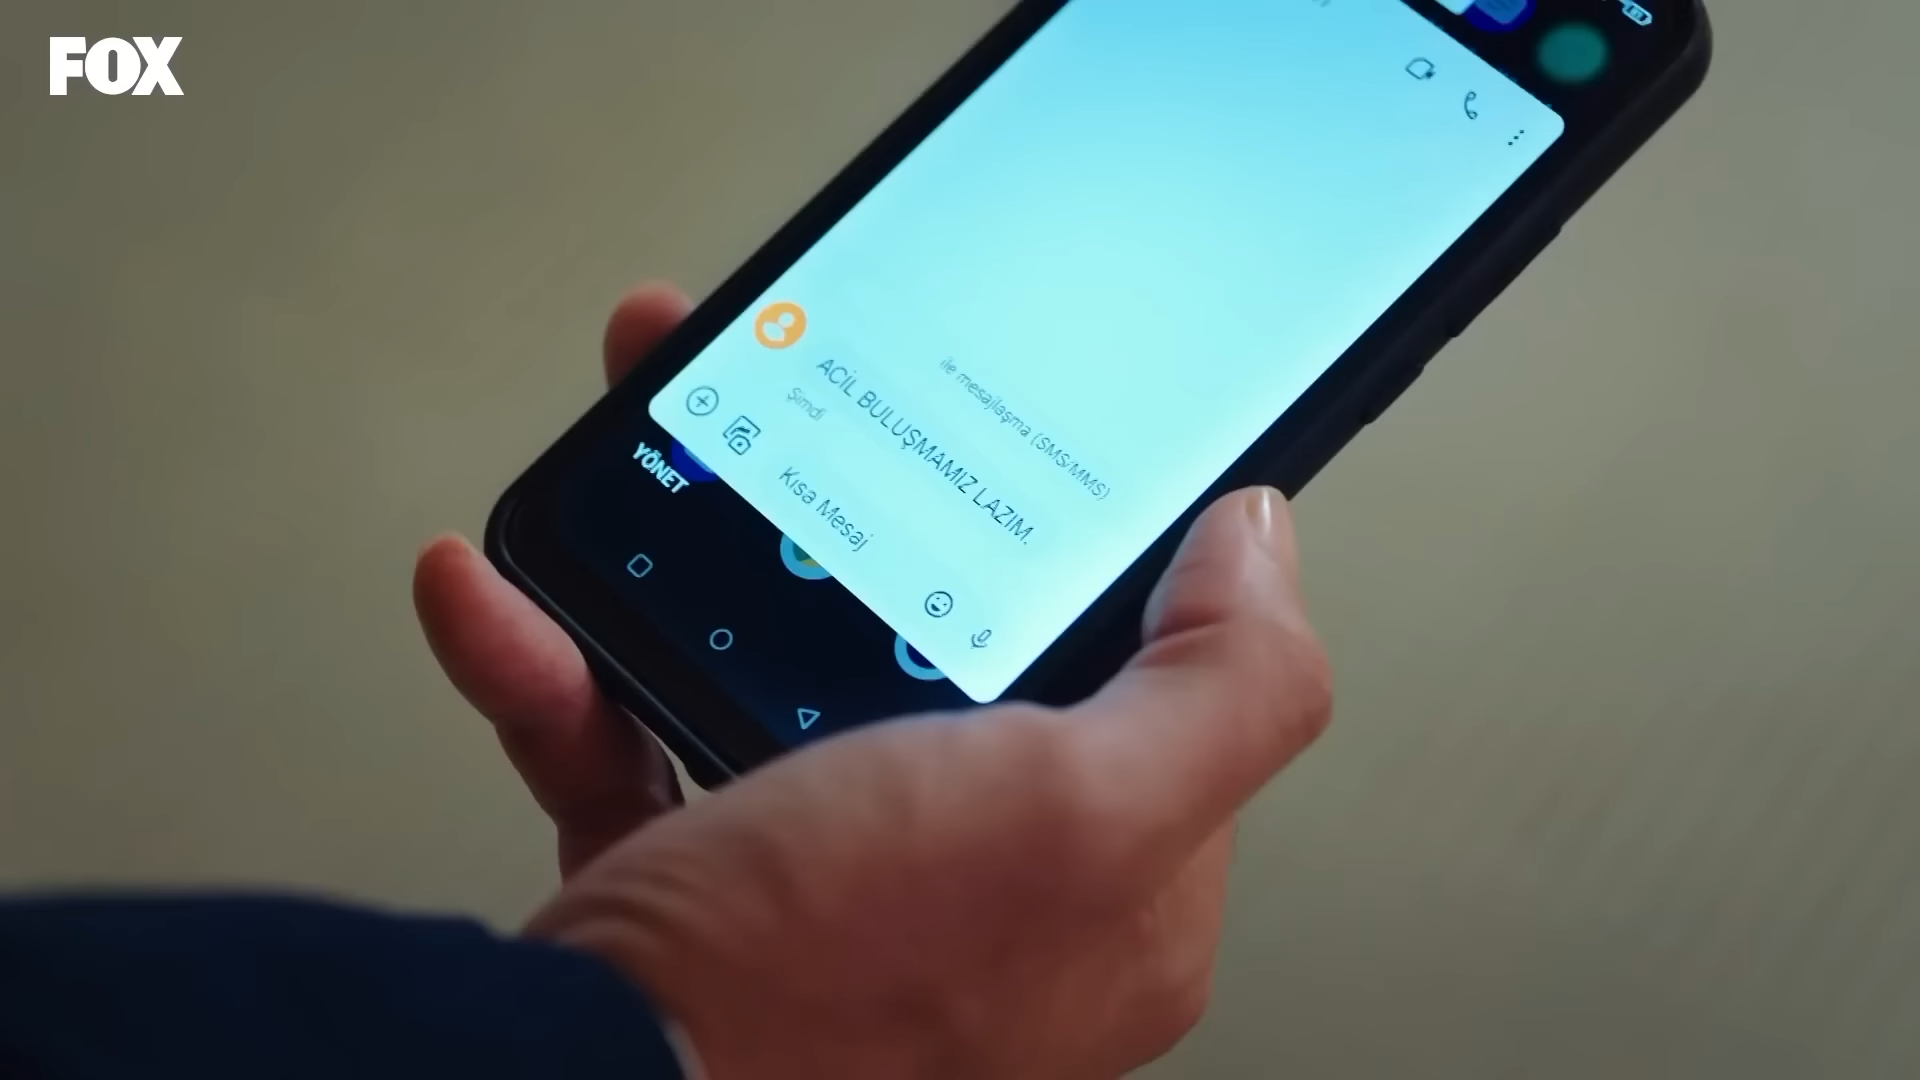 FOX
ile mesajlaşma (SMS/MMS)
ACİL BULUŞMAMIZ LAZIM.
Şimdi
Kısa Mesaj
YÖNET